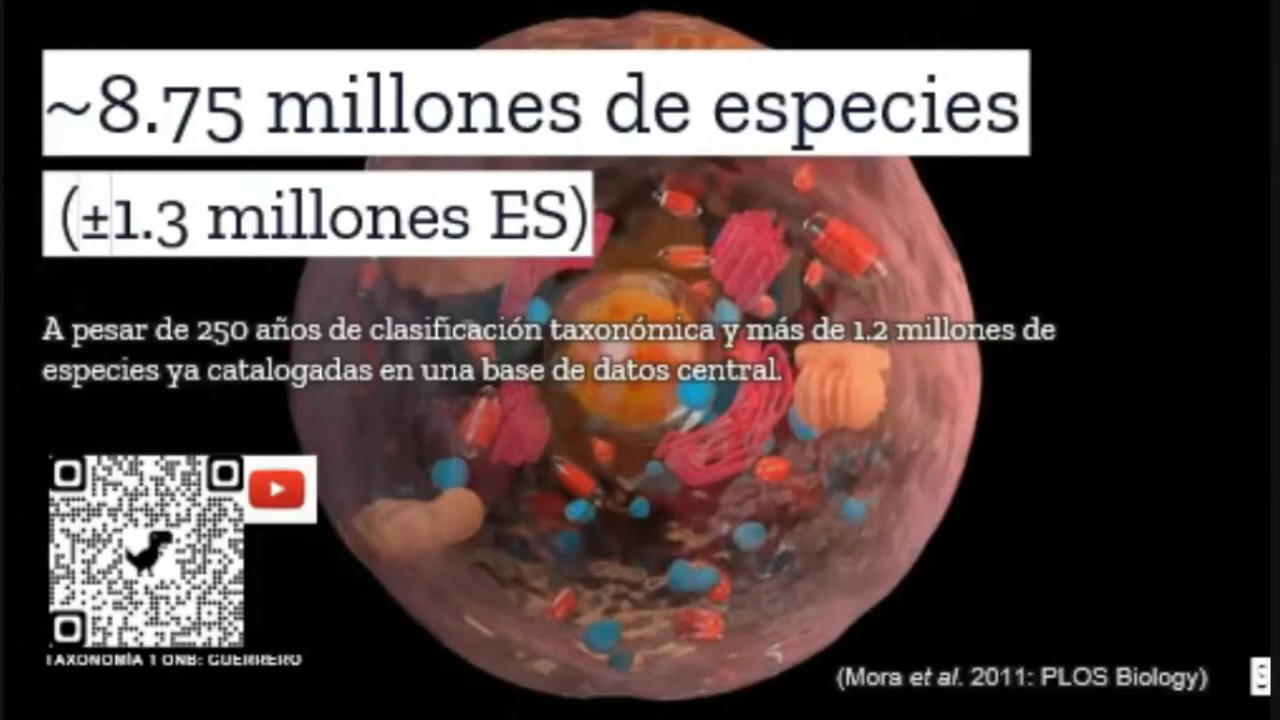 ~8.75 millones de especies
(±1.3 millones ES)
A pesar de 250 años de clasificación taxonómica y más de 1.2 millones de
especies ya catalogadas en una base de datos central.
TAXONOMÍA Y DNB: GUERRERO
(Mora et al. 2011: PLOS Biology)